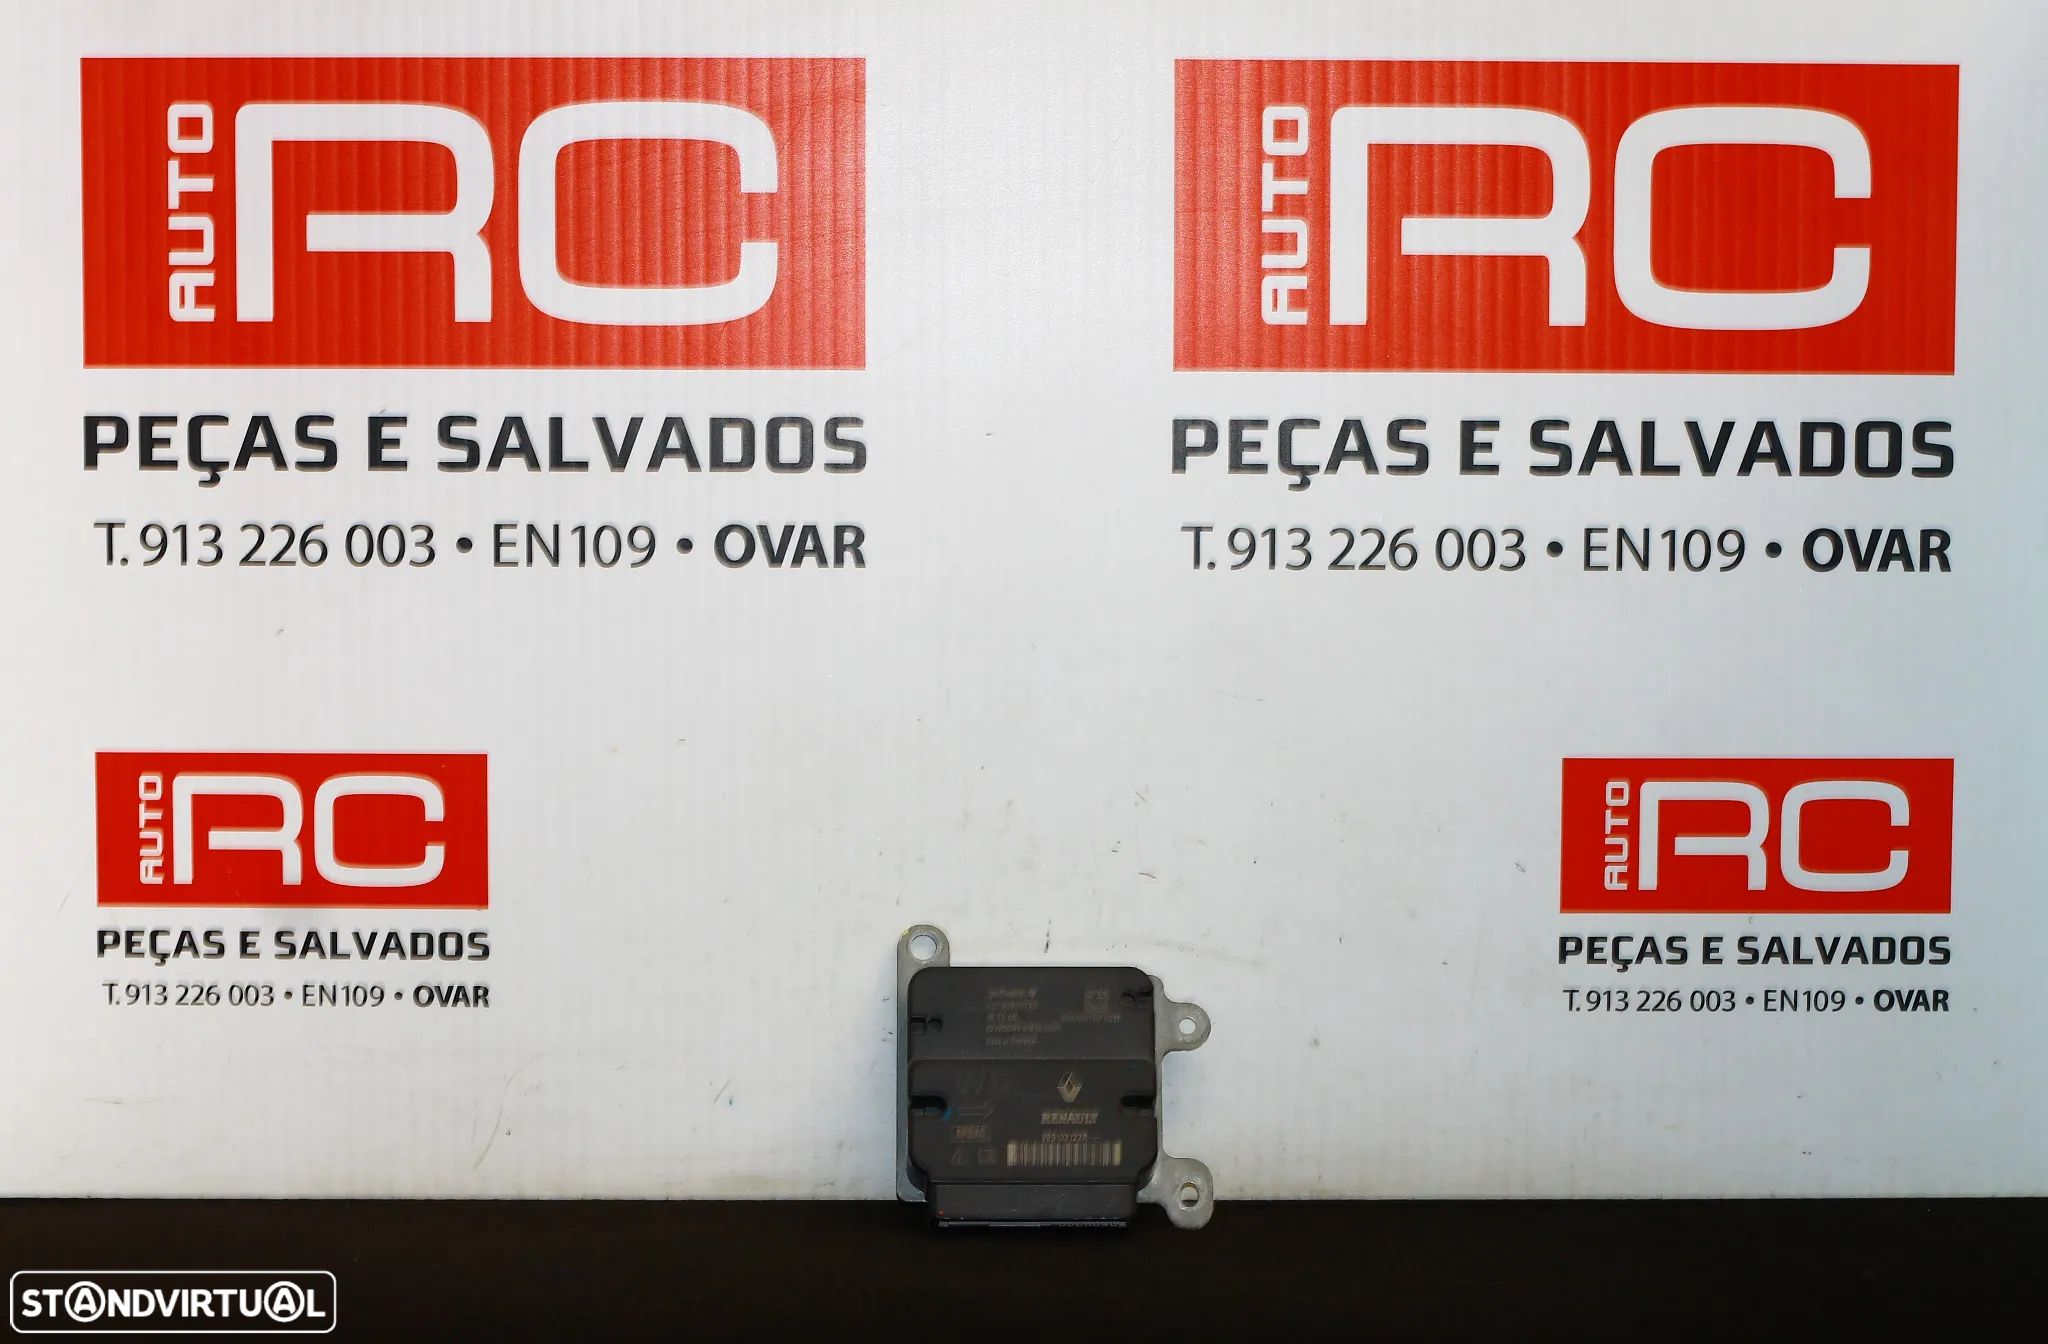 AUTO RC
PEÇAS E SALVADOS
T. 913 226 003 • EN109 • OVAR
AUTO RC
PEÇAS E SALVADOS
T. 913 226 003 • EN109 • OVAR
AUTO RC
PEÇAS E SALVADOS
T. 913 226 003 • EN109 • OVAR
AUTO RC
PEÇAS E SALVADOS
T. 913 226 003 • EN109 • OVAR
RENAULT
AIRBAG
STANDVIRTUAL